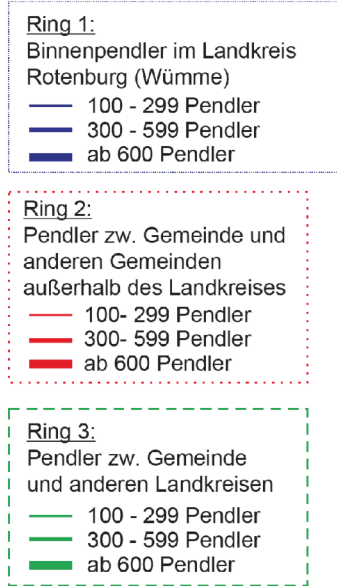 Ring 1:
Binnenpendler im Landkreis
Rotenburg (Wümme)
100 - 299 Pendler
300 - 599 Pendler
ab 600 Pendler
Ring 2:
Pendler zw. Gemeinde und
anderen Gemeinden
außerhalb des Landkreises
100- 299 Pendler
300- 599 Pendler
ab 600 Pendler
Ring 3:
Pendler zw. Gemeinde
und anderen Landkreisen
100 - 299 Pendler
300 - 599 Pendler
ab 600 Pendler